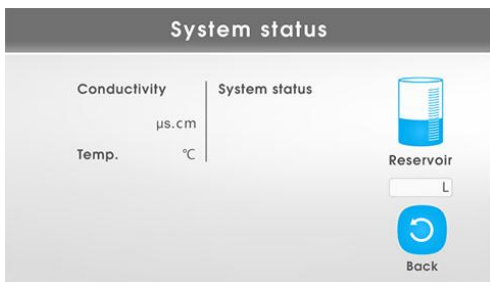 System status
Conductivity
µs.cm
Temp. °C
System status
Reservoir
L
Back